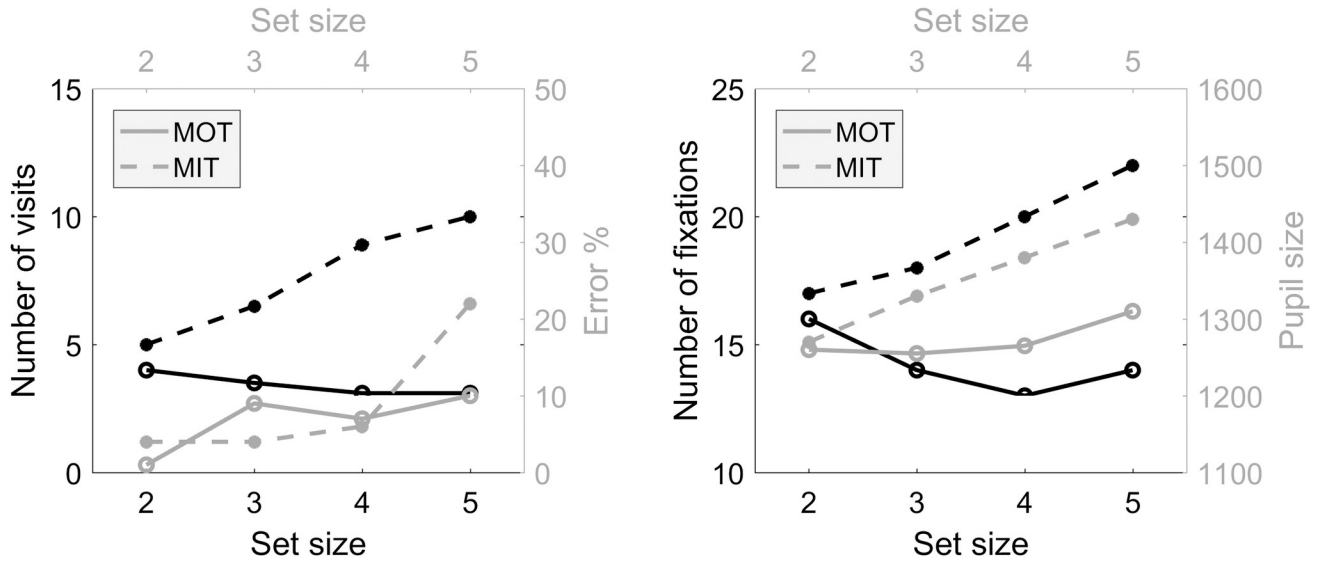 Set size
2 3 4 5
15 50
MOT
MIT
40
10
30
5
20
10
0 0
Number of visits
Error %
2 3 4 5
Set size
Set size
2 3 4 5
25 1600
MOT
MIT
1500
20
1400
15
1300
1200
10 1100
Number of fixations
Pupil size
2 3 4 5
Set size